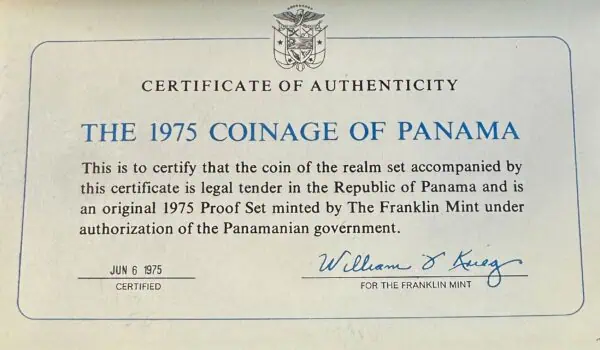 CERTIFICATE OF AUTHENTICITY
THE 1975 COINAGE OF PANAMA
This is to certify that the coin of the realm set accompanied by
this certificate is legal tender in the Republic of Panama and is
an original 1975 Proof Set minted by The Franklin Mint under
authorization of the Panamanian government.
JUN 6 1975
CERTIFIED
William F Krieg
FOR THE FRANKLIN MINT